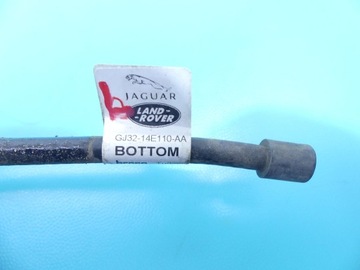 JAGUAR
LAND-
ROVER
GJ32-14E110-AA
BOTTOM